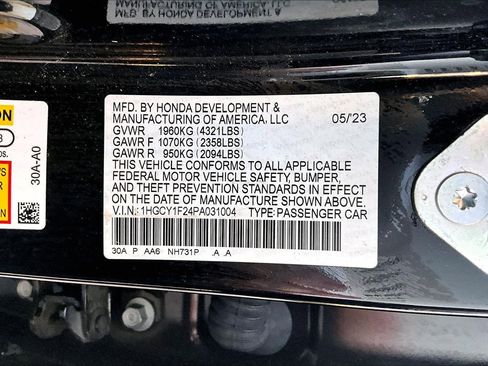 MFD. BY HONDA DEVELOPMENT & 05/23
MANUFACTURING OF AMERICA, LLC
GVWR 1960KG (4321LBS)
GAWR F 1070KG (2358LBS)
GAWR R 950KG (2094LBS)
THIS VEHICLE CONFORMS TO ALL APPLICABLE
FEDERAL MOTOR VEHICLE SAFETY, BUMPER,
AND THEFT PREVENTION STANDARDS IN EFFECT
ON THE DATE OF MANUFACTURE SHOWN ABOVE.
V.I.N.: 1HGCY1F24PA031004 TYPE: PASSENGER CAR
30A P AA6 NH731P .A .A
30A-A0